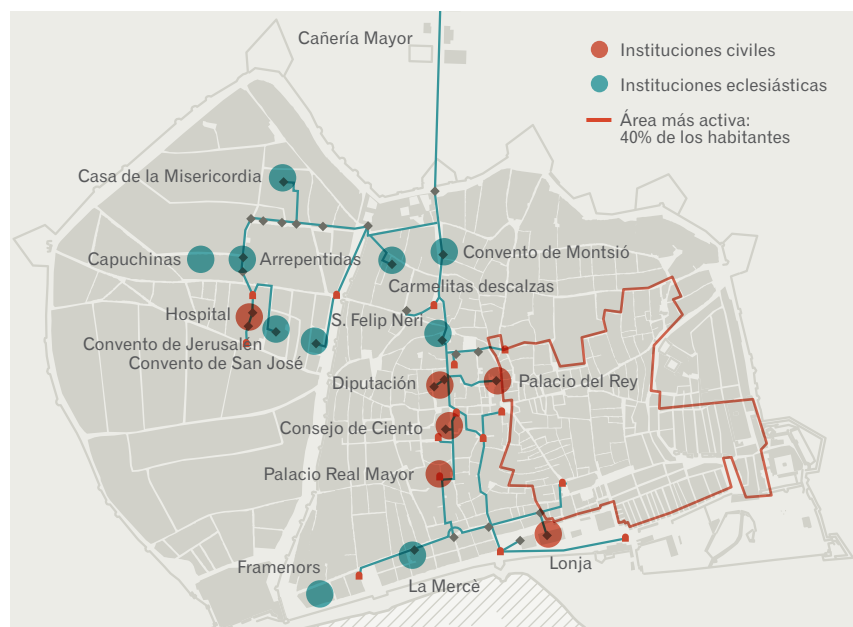 Cañería Mayor
Instituciones civiles
Instituciones eclesiásticas
Área más activa:
40% de los habitantes
Casa de la Misericordia
Capuchinas
Arrepentidas
Convento de Montsió
Carmelitas descalzas
Hospital
S. Felip Neri
Convento de Jerusalén
Convento de San José
Diputación
Palacio del Rey
Consejo de Ciento
Palacio Real Mayor
Framenors
La Mercè
Lonja